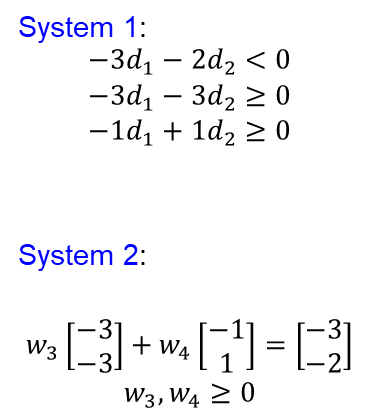 System 1:
−3d₁ − 2d₂ < 0
−3d₁ − 3d₂ ≥ 0
−1d₁ + 1d₂ ≥ 0
System 2:
w₃ [−3 −3] + w₄ [−1 1] = [−3 −2]
w₃, w₄ ≥ 0